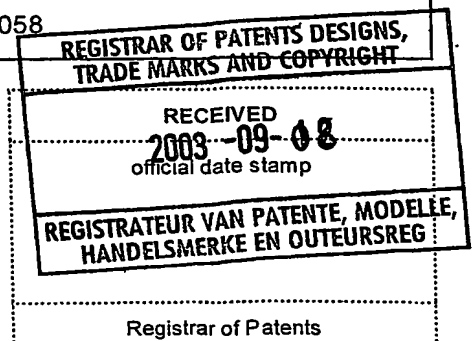 058
REGISTRAR OF PATENTS DESIGNS,
TRADE MARKS AND COPYRIGHT
RECEIVED
2003 -09-
official date stamp
REGISTRATEUR VAN PATENTE, MODELLE,
HANDELSMERKE EN OUTEURSREG
Registrar of Patents